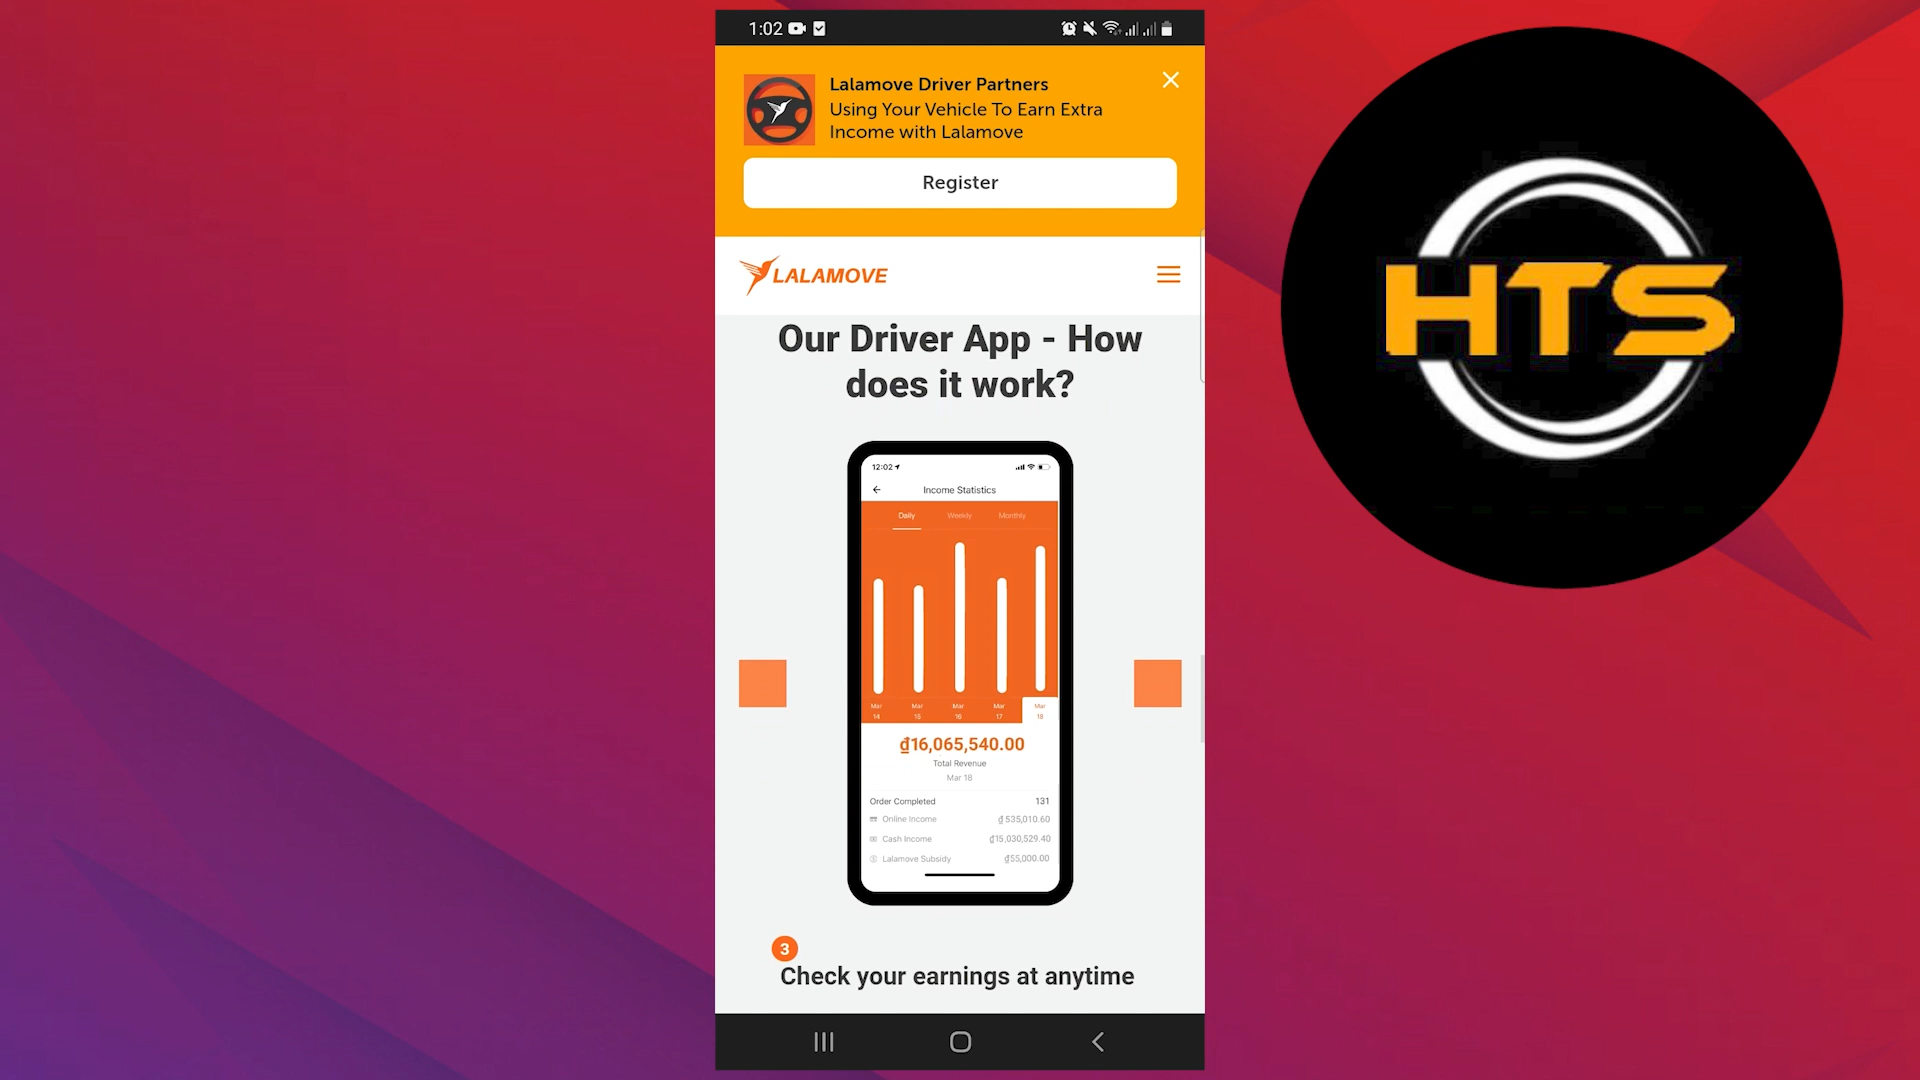 1:02
Lalamove Driver Partners
Using Your Vehicle To Earn Extra
Income with Lalamove
Register
LALAMOVE
Our Driver App - How
does it work?
12:02
Income Statistics
Daily Weekly Monthly
Mar Mar Mar Mar Mar
14 15 16 17 18
₫16,065,540.00
Total Revenue
Mar 18
Order Completed 131
Online Income ₫535,010.60
Cash Income ₫15,030,529.40
Lalamove Subsidy ₫55,000.00
3
Check your earnings at anytime
HTS